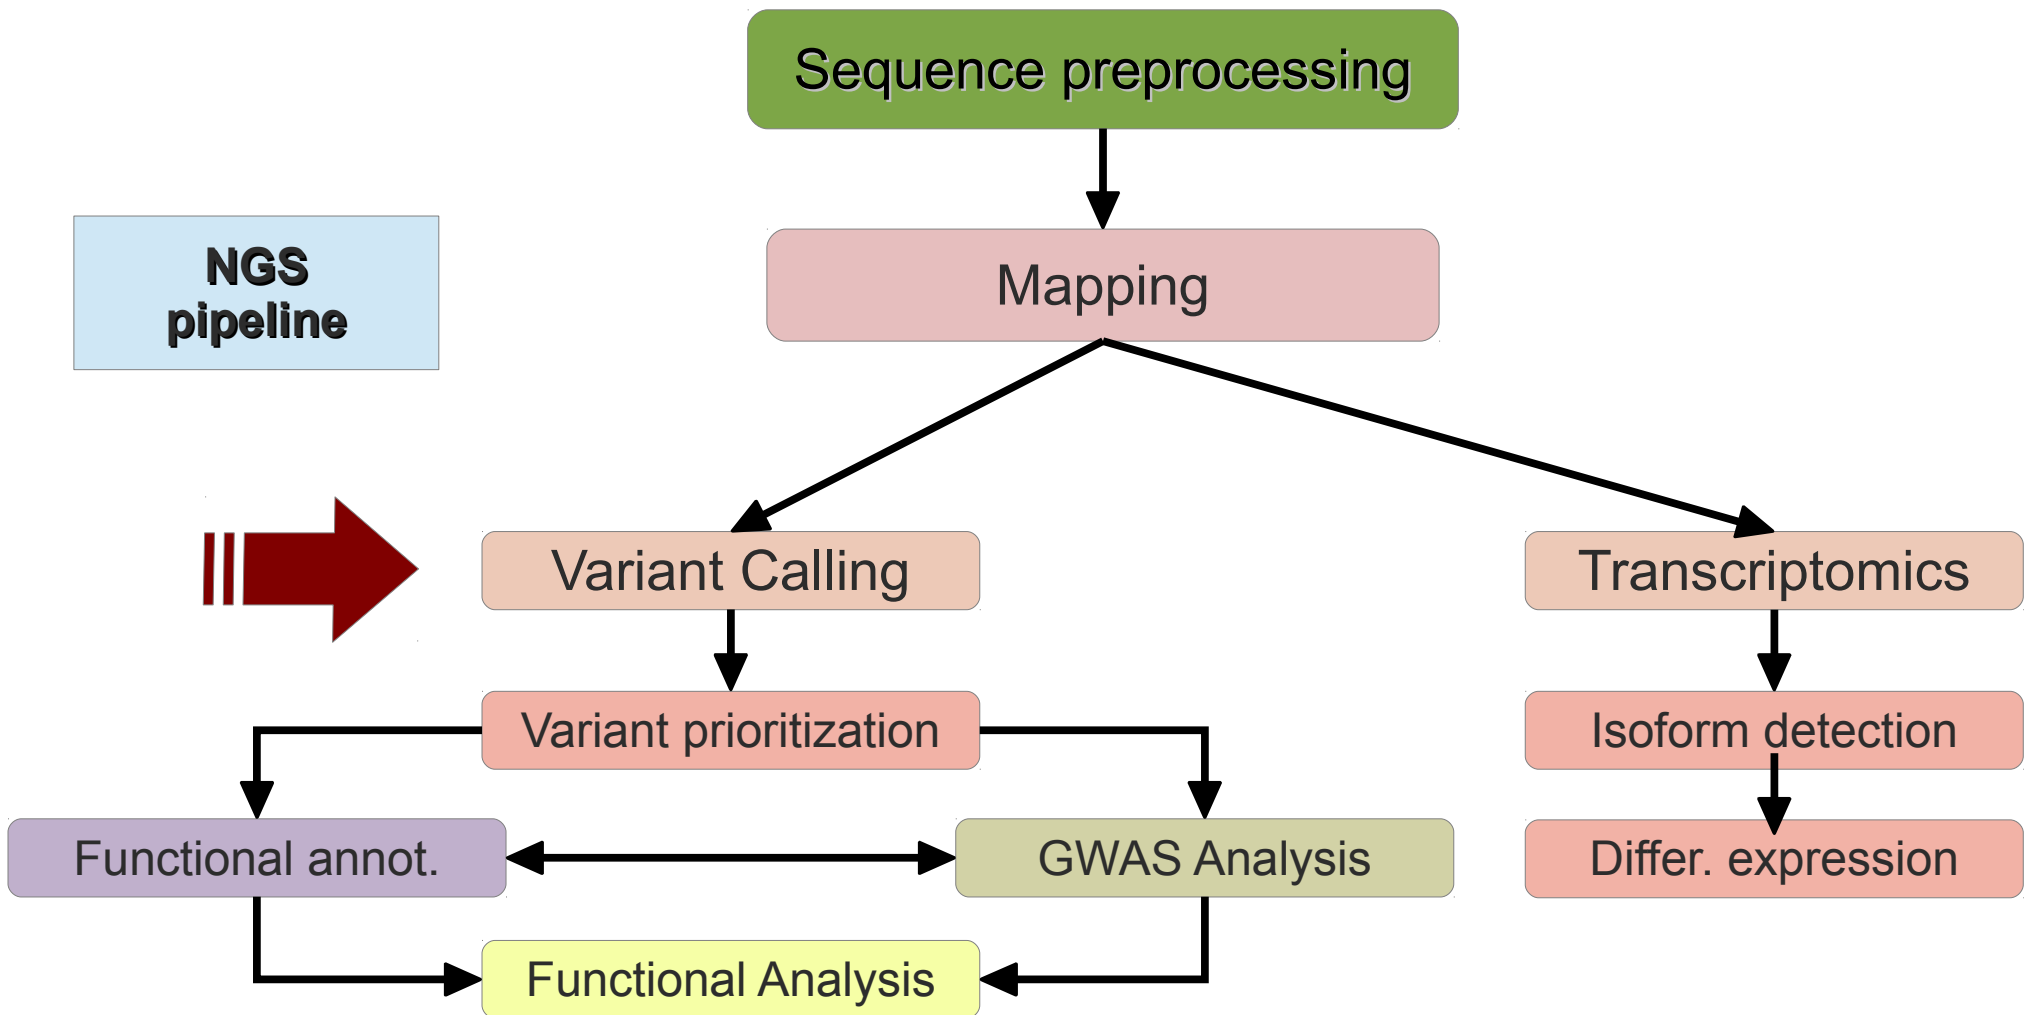 Sequence preprocessing
NGS
pipeline
Mapping
Variant Calling
Transcriptomics
Variant prioritization
Isoform detection
Functional annot.
GWAS Analysis
Differ. expression
Functional Analysis